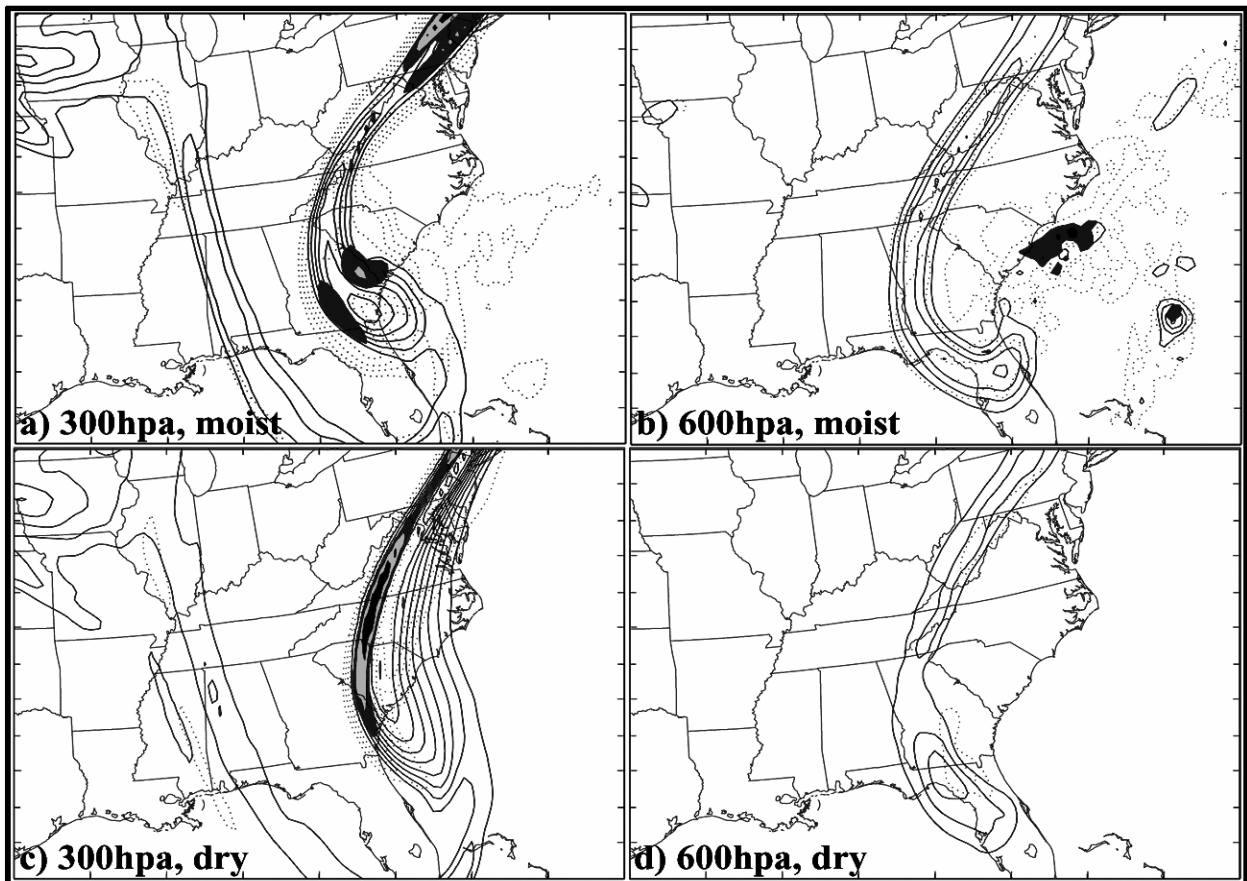 a) 300hpa, moist
b) 600hpa, moist
c) 300hpa, dry
d) 600hpa, dry